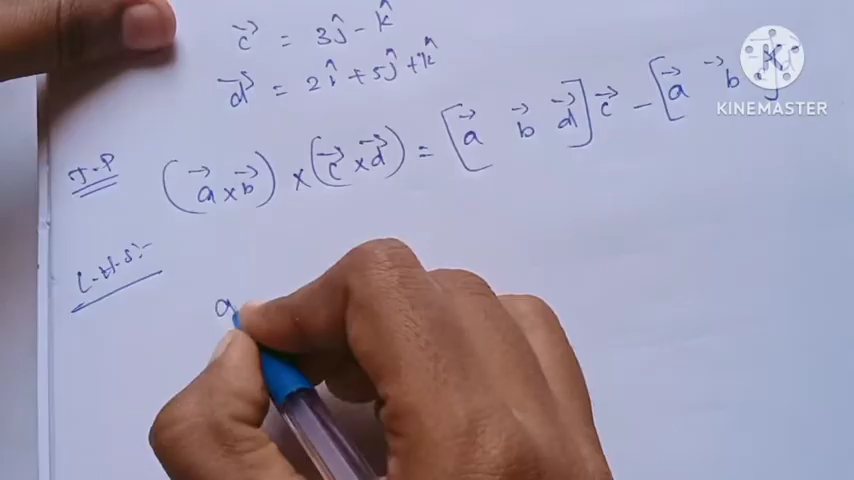 c⃗ = 3ĵ - k̂
d⃗ = 2î + 5ĵ + k̂
T.P (a⃗ × b⃗) × (c⃗ × d⃗) = [a⃗ b⃗ d⃗] c⃗ - [a⃗ b⃗
L.H.S:-
a
KINEMASTER